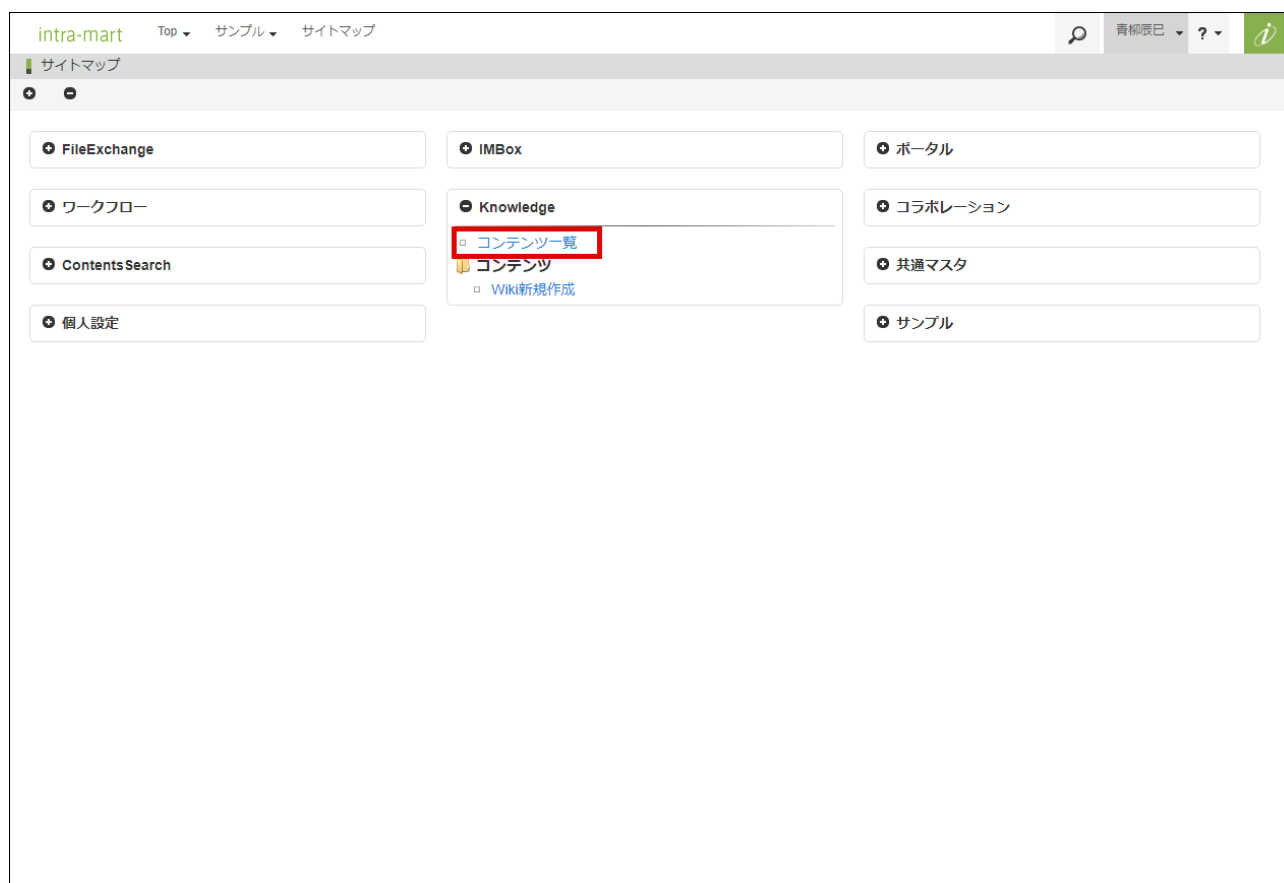 intra-mart Top サンプル サイトマップ 青柳辰巳 ?
サイトマップ
FileExchange
IMBox
ポータル
ワークフロー
Knowledge
コラボレーション
コンテンツ一覧
コンテンツ
Wiki新規作成
ContentsSearch
共通マスタ
個人設定
サンプル